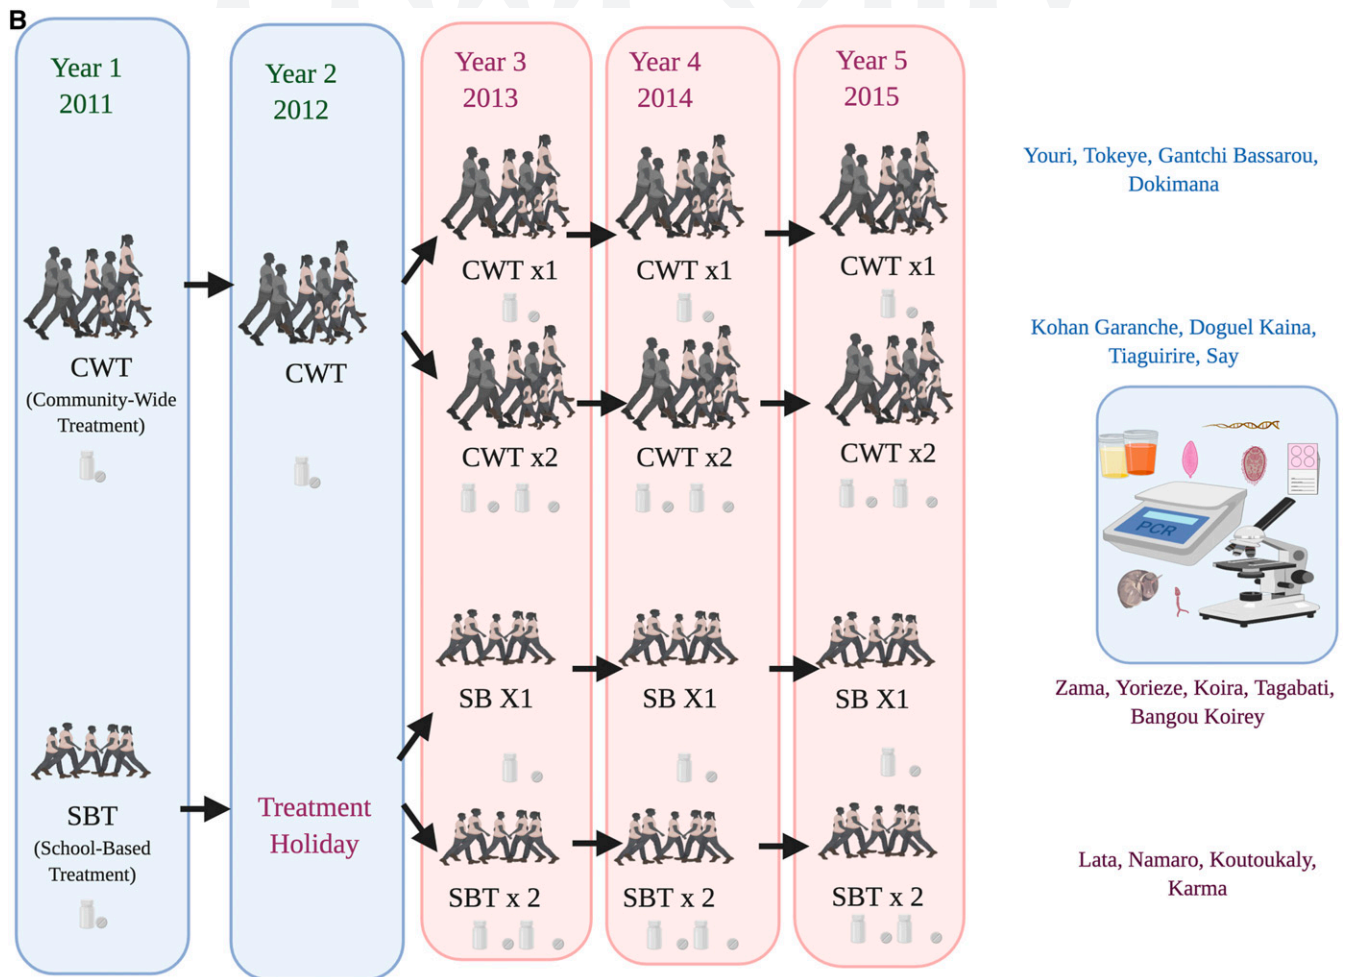 B
Year 1
2011
Year 2
2012
Year 3
2013
Year 4
2014
Year 5
2015
Youri, Tokeye, Gantchi Bassarou,
Dokimana
CWT x1
CWT x1
CWT x1
Kohan Garanche, Doguel Kaina,
Tiaguirire, Say
CWT
(Community-Wide
Treatment)
CWT
CWT x2
CWT x2
CWT x2
PCR
SB X1
SB X1
SB X1
Zama, Yorieze, Koira, Tagabati,
Bangou Koirey
SBT
(School-Based
Treatment)
Treatment
Holiday
SBT x 2
SBT x 2
SBT x 2
Lata, Namaro, Koutoukaly,
Karma